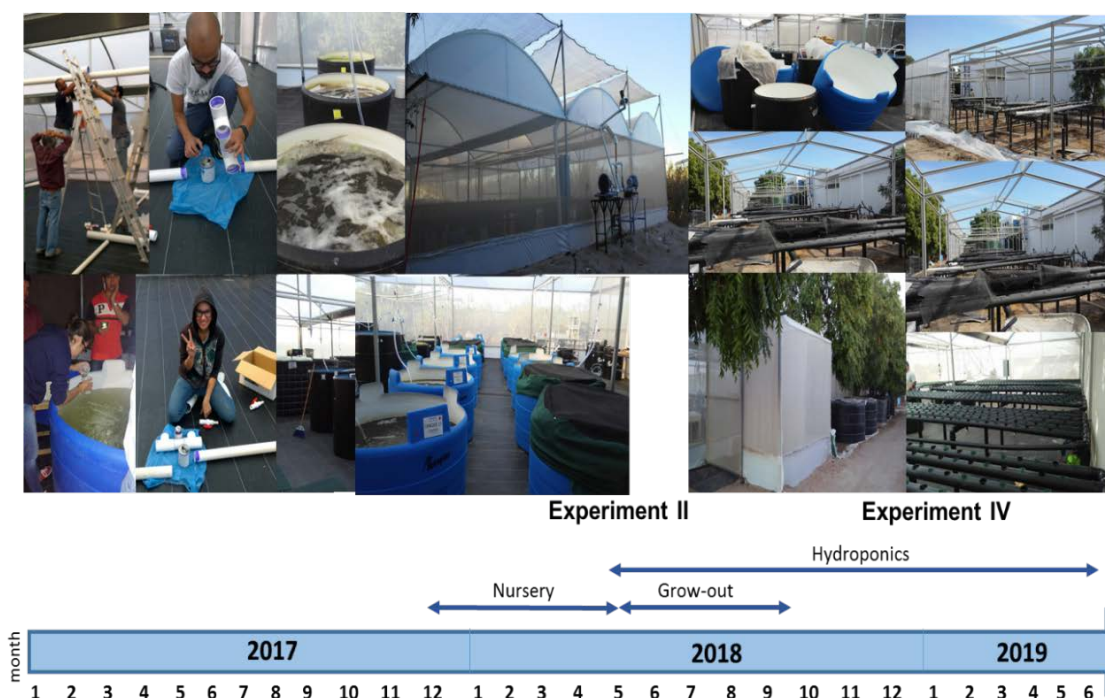 Experiment II
Experiment IV
Hydroponics
Nursery
Grow-out
month
2017
2018
2019
1 2 3 4 5 6 7 8 9 10 11 12 1 2 3 4 5 6 7 8 9 10 11 12 1 2 3 4 5 6